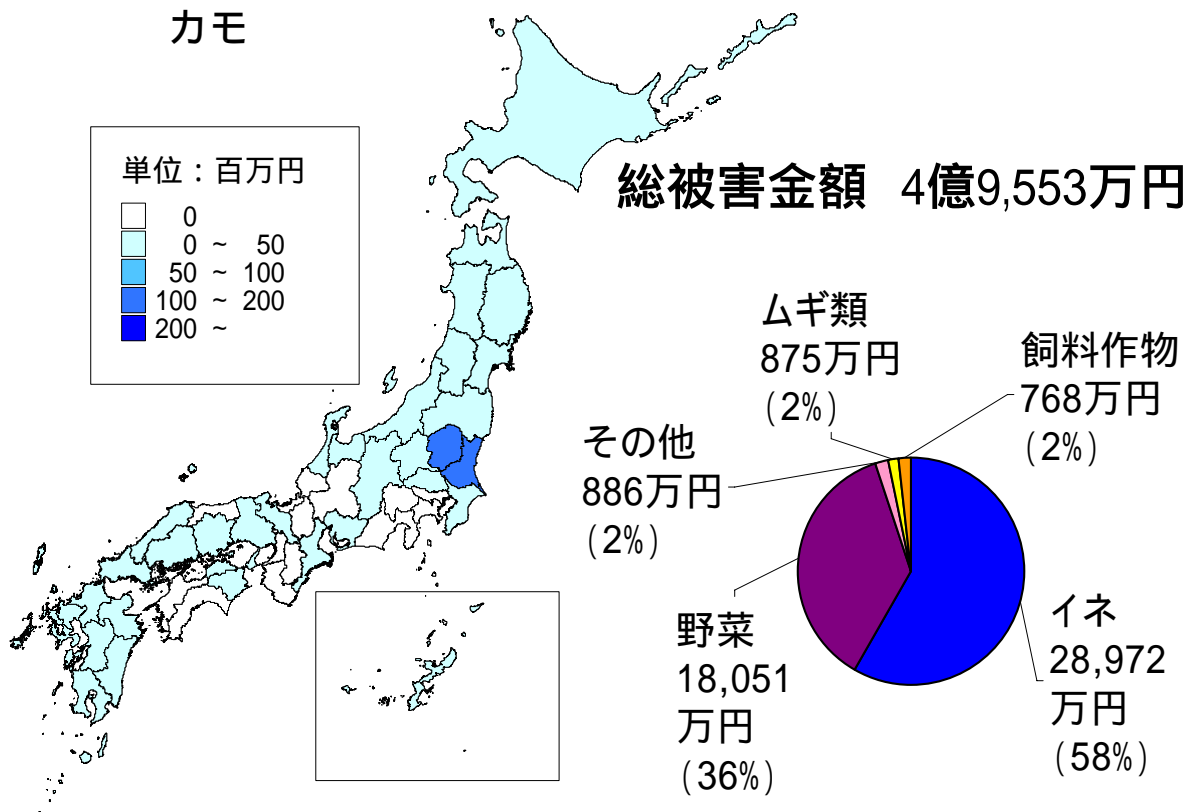 カモ
単位：百万円
0
0 ~ 50
50 ~ 100
100 ~ 200
200 ~
総被害金額 4億9,553万円
ムギ類
875万円
(2%)
飼料作物
768万円
(2%)
その他
886万円
(2%)
野菜
18,051
万円
(36%)
イネ
28,972
万円
(58%)